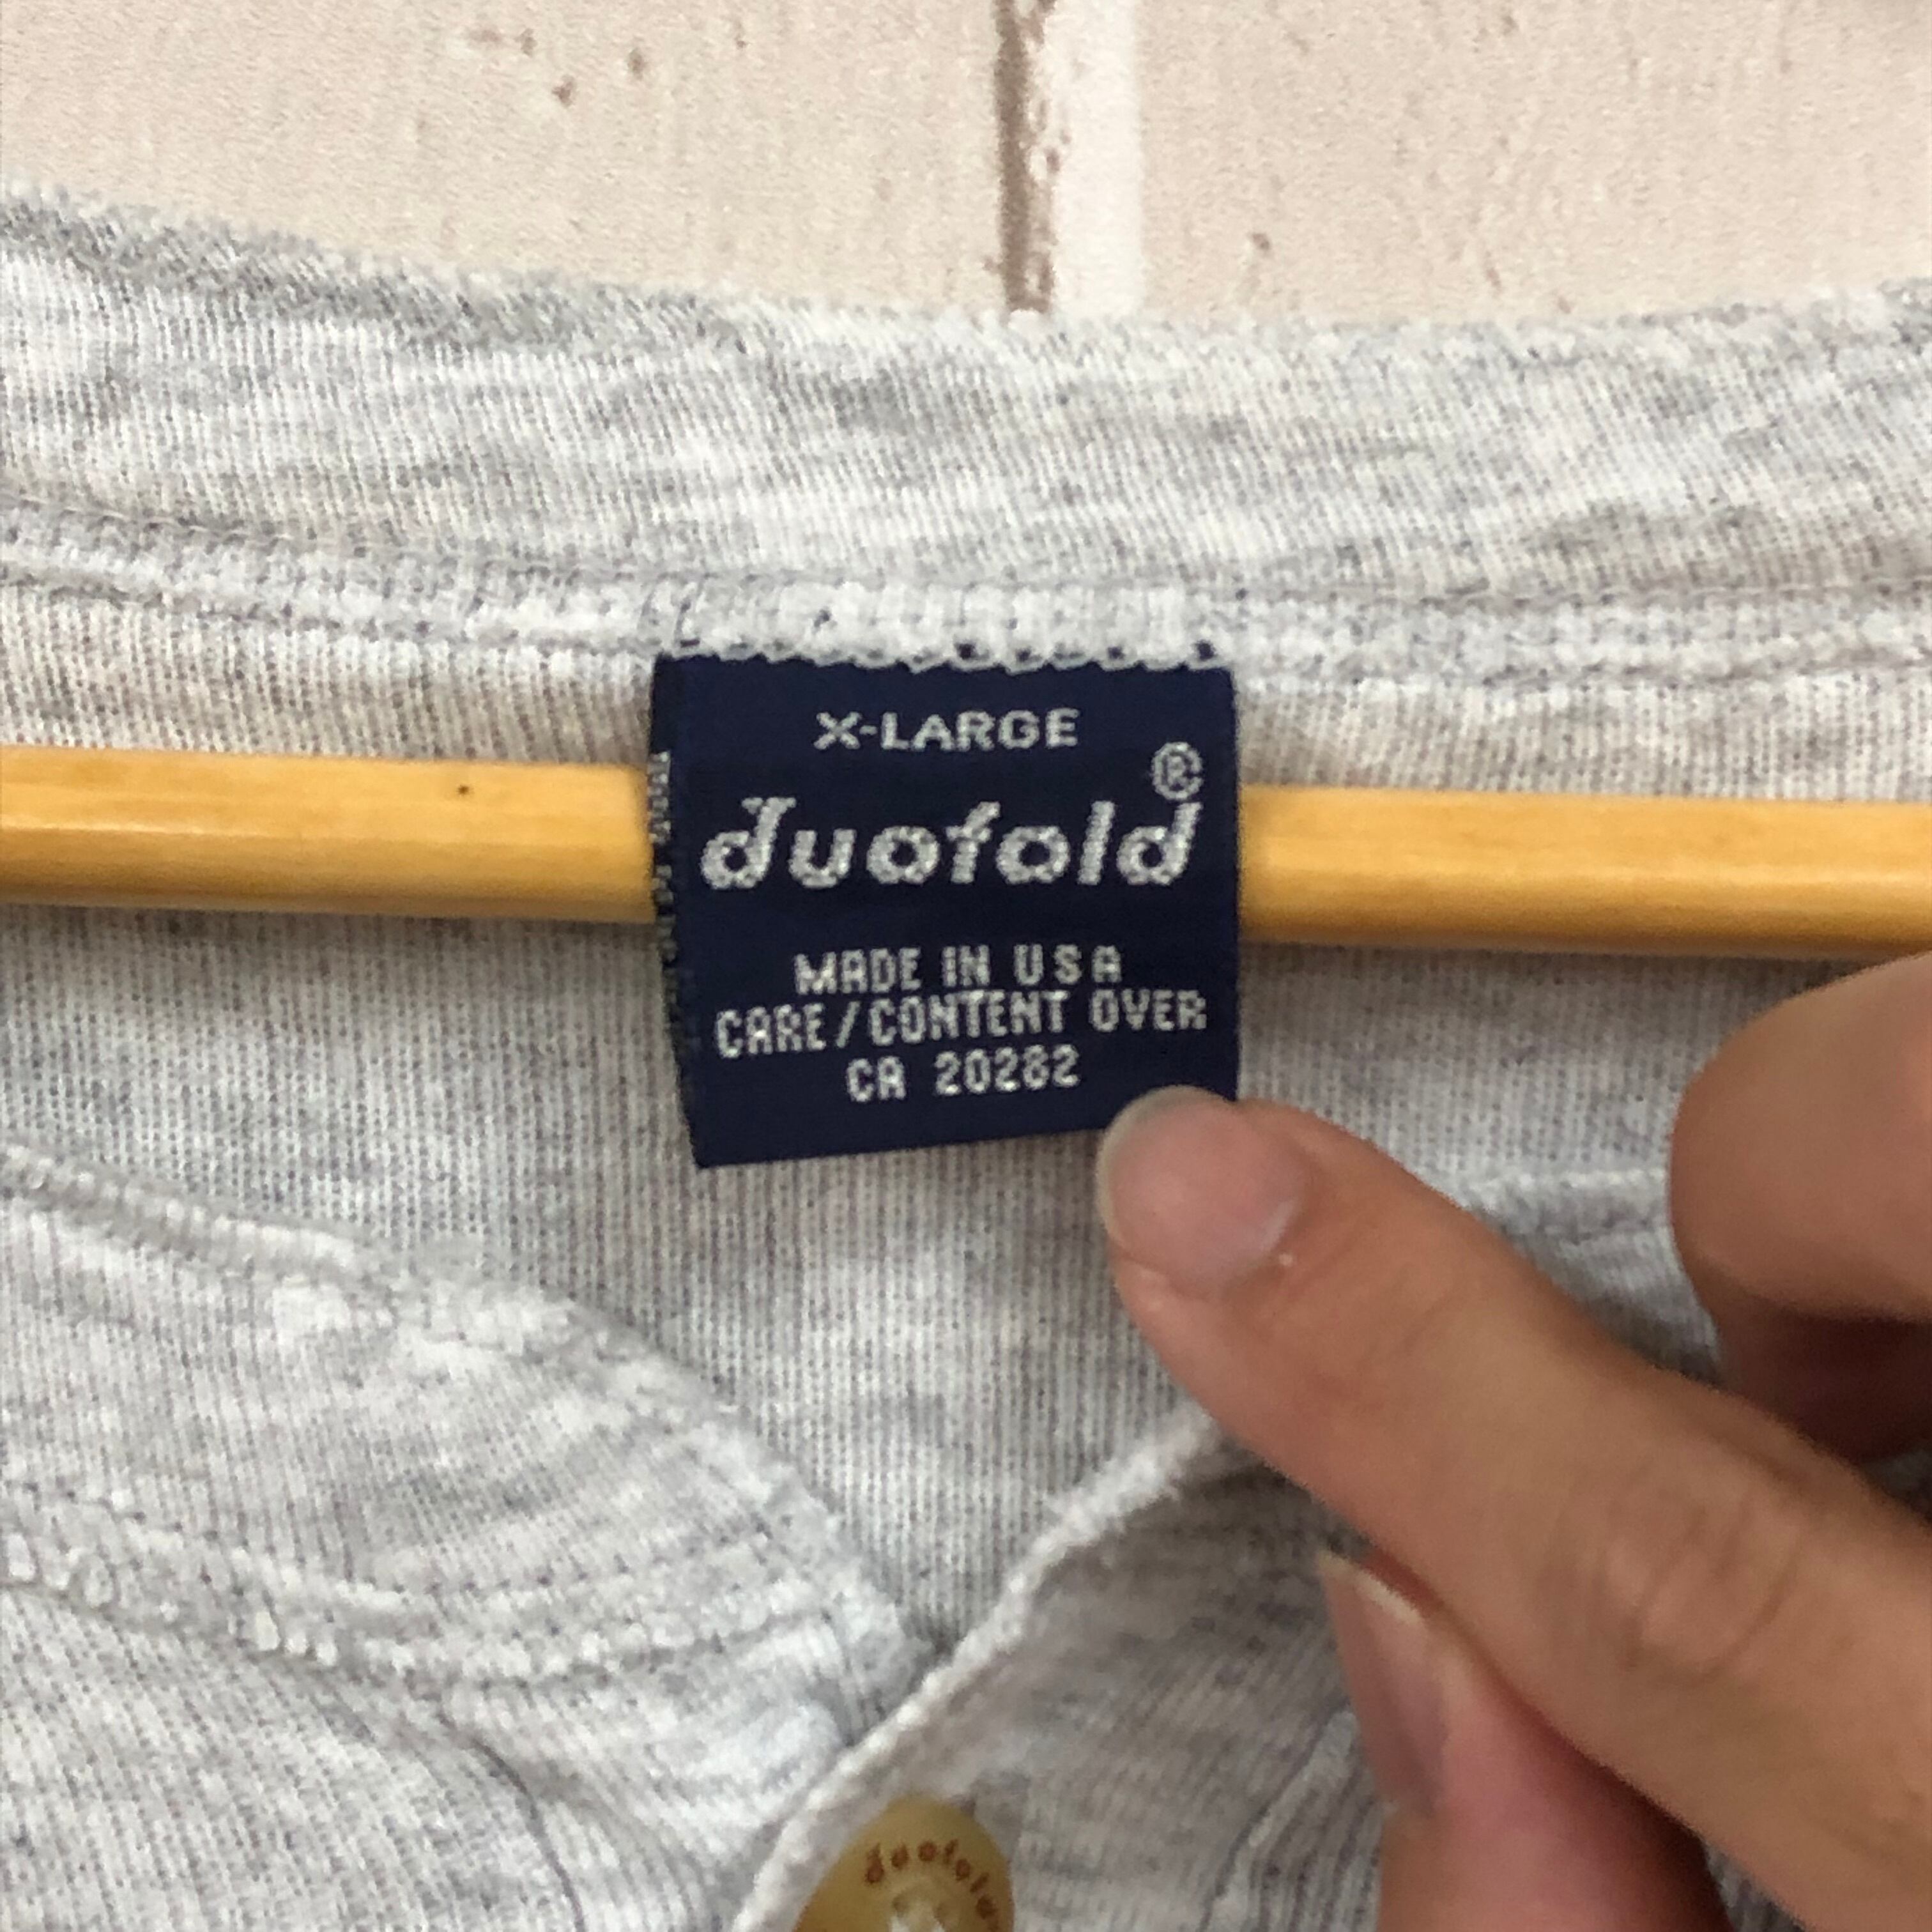 X-LARGE
duofold®
MADE IN USA
CARE/CONTENT OVER
CA 20282
duofold